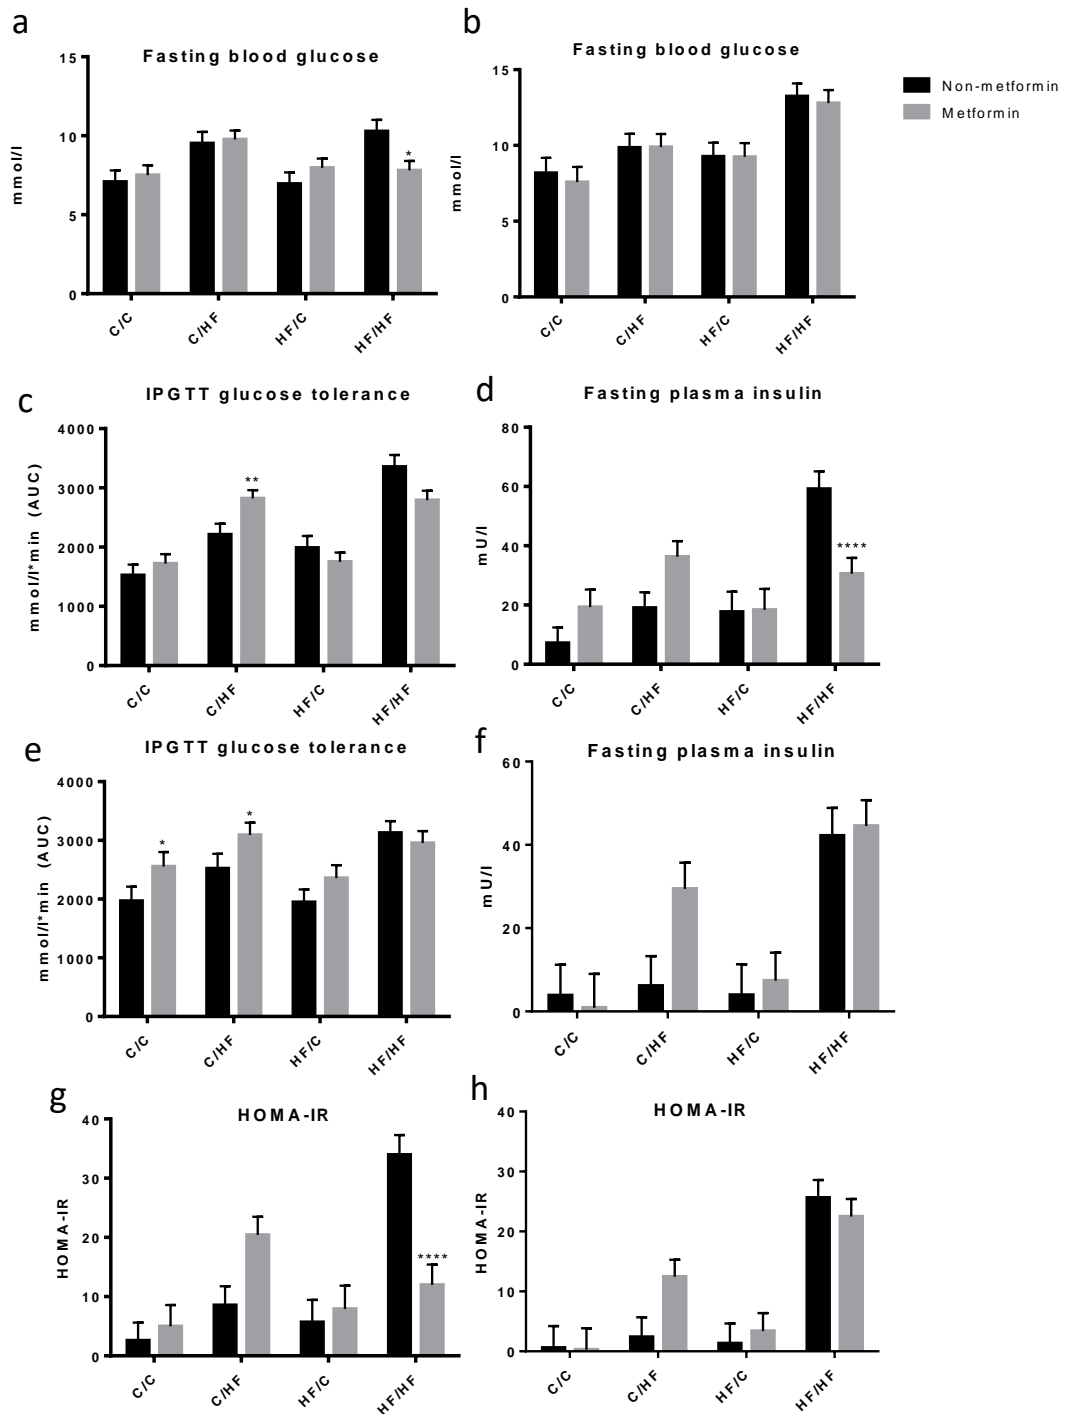 a
Fasting blood glucose
15
10
5
0
mmol/l
*
C/C
C/HF
HF/C
HF/HF
b
Fasting blood glucose
15
10
5
0
mmol/l
C/C
C/HF
HF/C
HF/HF
Non-metformin
Metformin
c
IPGTT glucose tolerance
4000
3000
2000
1000
0
mmol/l*min (AUC)
**
C/C
C/HF
HF/C
HF/HF
d
Fasting plasma insulin
80
60
40
20
0
mU/l
****
C/C
C/HF
HF/C
HF/HF
e
IPGTT glucose tolerance
4000
3000
2000
1000
0
mmol/l*min (AUC)
*
*
C/C
C/HF
HF/C
HF/HF
f
Fasting plasma insulin
60
40
20
0
mU/l
C/C
C/HF
HF/C
HF/HF
g
HOMA-IR
40
30
20
10
0
HOMA-IR
****
C/C
C/HF
HF/C
HF/HF
h
HOMA-IR
40
30
20
10
0
HOMA-IR
C/C
C/HF
HF/C
HF/HF